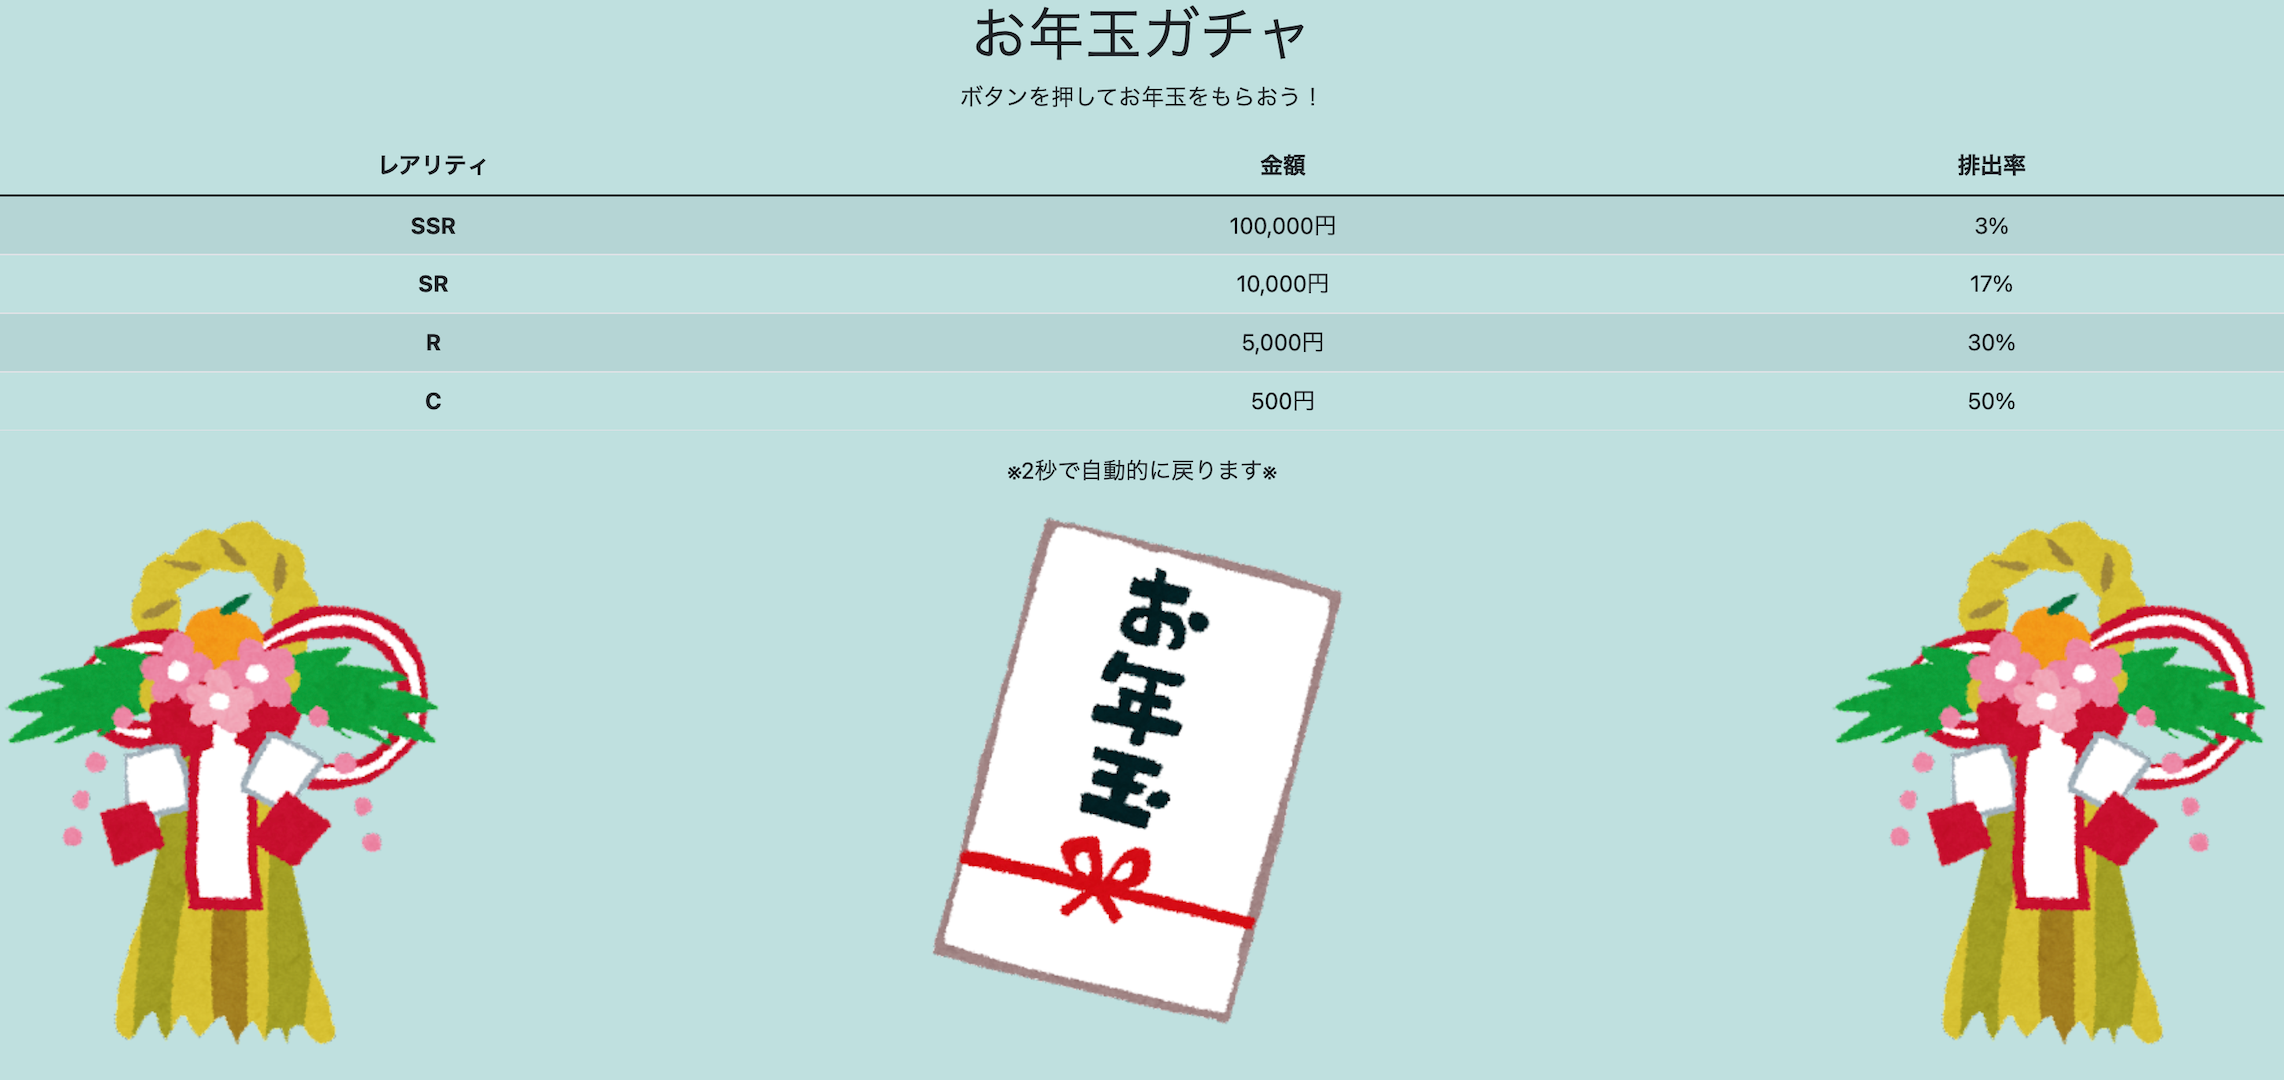 お年玉ガチャ
ボタンを押してお年玉をもらおう！
レアリティ 金額 排出率
SSR 100,000円 3%
SR 10,000円 17%
R 5,000円 30%
C 500円 50%
※2秒で自動的に戻ります※
お年玉